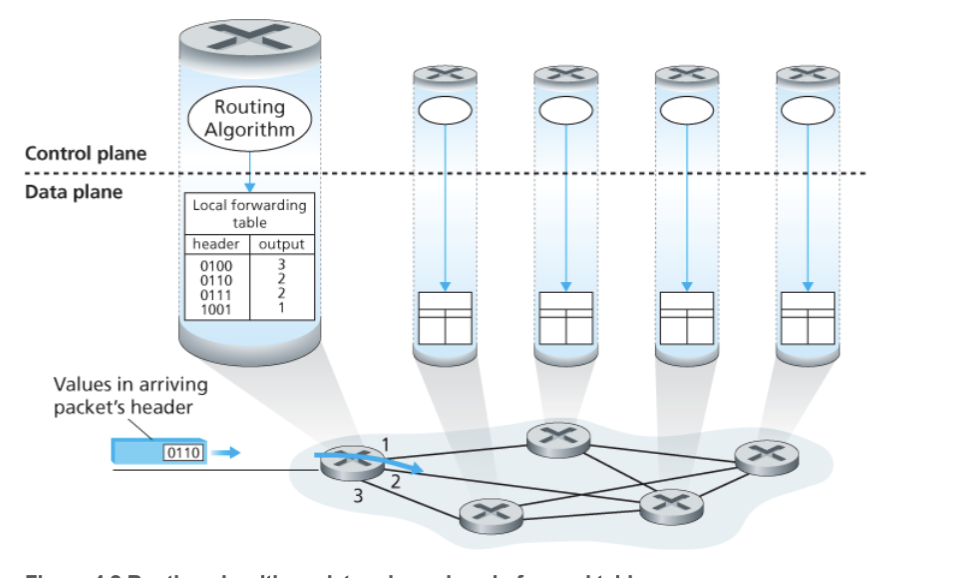 Routing
Algorithm
Control plane
Data plane
Local forwarding
table
header output
0100 3
0110 2
0111 2
1001 1
Values in arriving
packet's header
0110
1
2
3